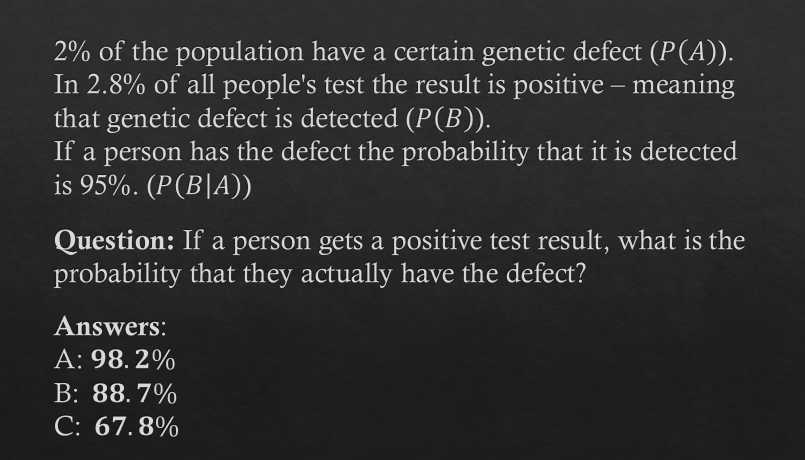 2% of the population have a certain genetic defect (P(A)).
In 2.8% of all people's test the result is positive – meaning
that genetic defect is detected (P(B)).
If a person has the defect the probability that it is detected
is 95%. (P(B|A))
Question: If a person gets a positive test result, what is the
probability that they actually have the defect?
Answers:
A: 98.2%
B: 88.7%
C: 67.8%